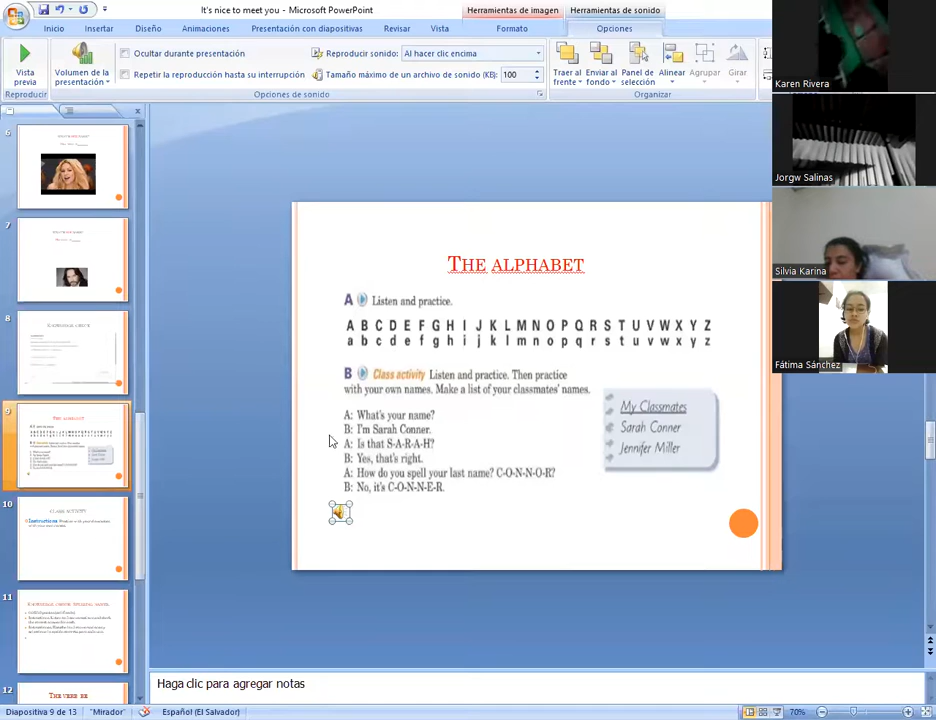 It's nice to meet you - Microsoft PowerPoint
Herramientas de imagen
Herramientas de sonido
Inicio
Insertar
Diseño
Animaciones
Presentación con diapositivas
Revisar
Vista
Formato
Opciones
Vista previa
Volumen de la presentación
Ocultar durante presentación
Repetir la reproducción hasta su interrupción
Reproducir sonido: Al hacer clic encima
Tamaño máximo de un archivo de sonido (KB): 100
Traer al frente
Enviar al fondo
Panel de selección
Alinear
Agrupar
Girar
Reproducir
Opciones de sonido
Organizar
Karen Rivera
Jorgw Salinas
Silvia Karina
Fátima Sánchez
6
7
8
9
The alphabet
10
Class activity
11
12
The verb be
The alphabet
A Listen and practice.
A B C D E F G H I J K L M N O P Q R S T U V W X Y Z
a b c d e f g h i j k l m n o p q r s t u v w x y z
B Class activity Listen and practice. Then practice
with your own names. Make a list of your classmates' names.
A: What's your name?
B: I'm Sarah Conner.
A: Is that S-A-R-A-H?
B: Yes, that's right.
A: How do you spell your last name? C-O-N-N-O-R?
B: No, it's C-O-N-N-E-R.
My Classmates
Sarah Conner
Jennifer Miller
Haga clic para agregar notas
Diapositiva 9 de 13
"Mirador"
Español (El Salvador)
70%